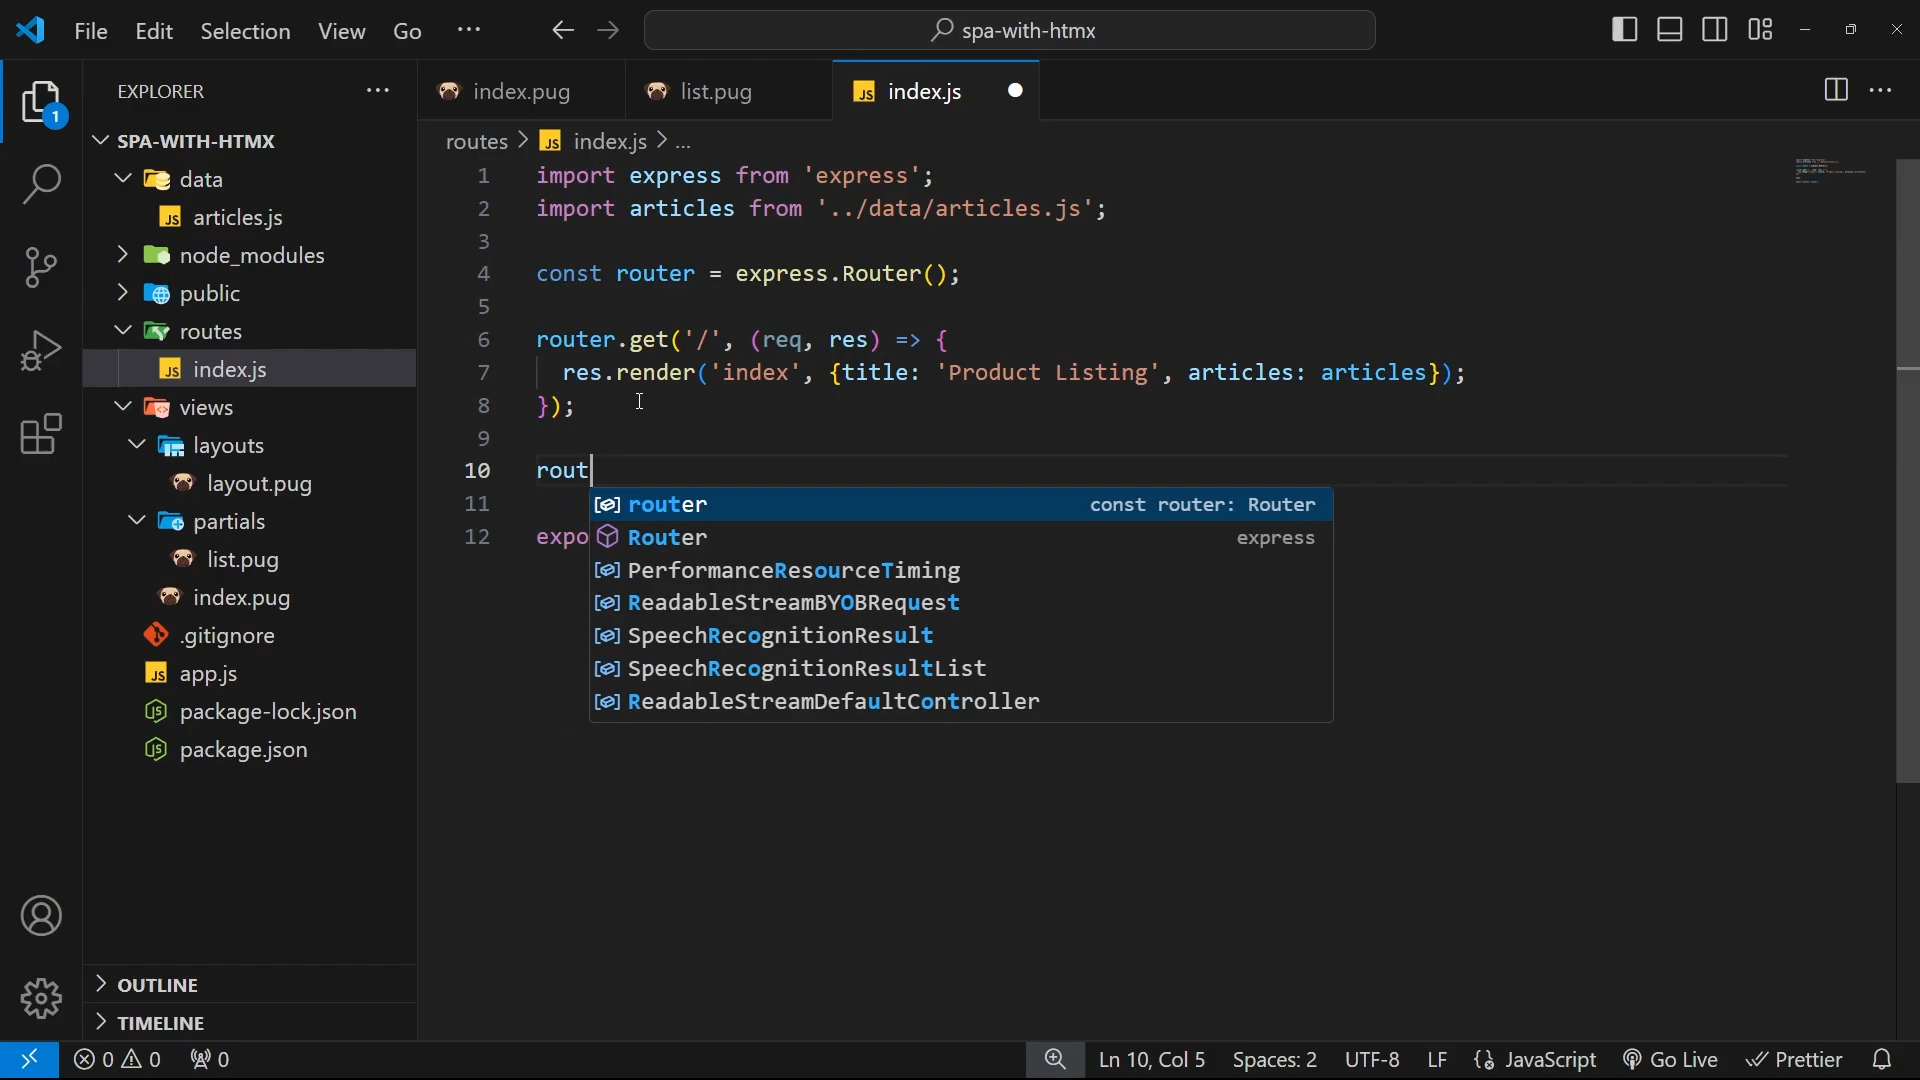 File Edit Selection View Go ... spa-with-htmx
EXPLORER ...
1
SPA-WITH-HTMX
data
JS articles.js
node_modules
public
routes
JS index.js
views
layouts
layout.pug
partials
list.pug
index.pug
.gitignore
JS app.js
package-lock.json
package.json
OUTLINE
TIMELINE
index.pug list.pug JS index.js
routes > JS index.js > ...
1 import express from 'express';
2 import articles from '../data/articles.js';
3
4 const router = express.Router();
5
6 router.get('/', (req, res) => {
7 res.render('index', {title: 'Product Listing', articles: articles});
8 });
9
10 rout
11
12 expo
router const router: Router
Router express
PerformanceResourceTiming
ReadableStreamBYOBRequest
SpeechRecognitionResult
SpeechRecognitionResultList
ReadableStreamDefaultController
0 0 0 Ln 10, Col 5 Spaces: 2 UTF-8 LF {} JavaScript Go Live Prettier